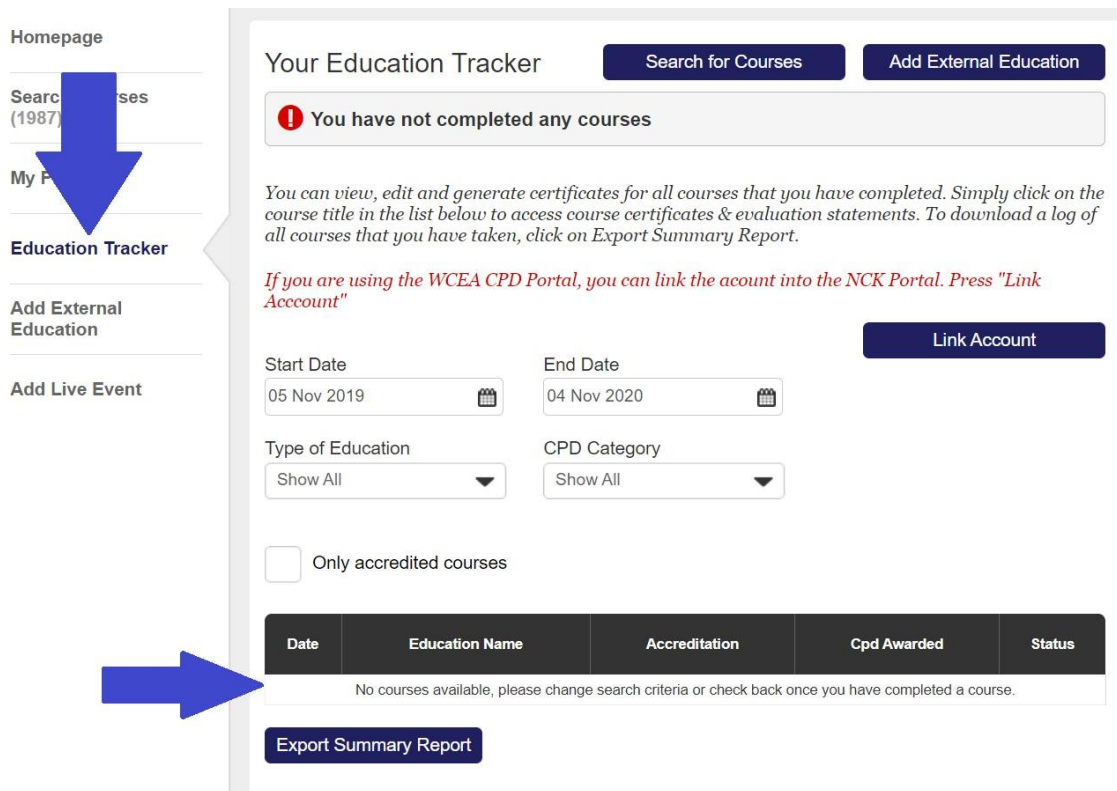 Homepage
Searc rses
(1987)
My P
Education Tracker
Add External
Education
Add Live Event
Your Education Tracker
Search for Courses
Add External Education
You have not completed any courses
You can view, edit and generate certificates for all courses that you have completed. Simply click on the
course title in the list below to access course certificates & evaluation statements. To download a log of
all courses that you have taken, click on Export Summary Report.
If you are using the WCEA CPD Portal, you can link the acount into the NCK Portal. Press "Link
Acccount"
Link Account
Start Date
End Date
05 Nov 2019
04 Nov 2020
Type of Education
CPD Category
Show All
Show All
Only accredited courses
Date Education Name Accreditation Cpd Awarded Status
No courses available, please change search criteria or check back once you have completed a course.
Export Summary Report